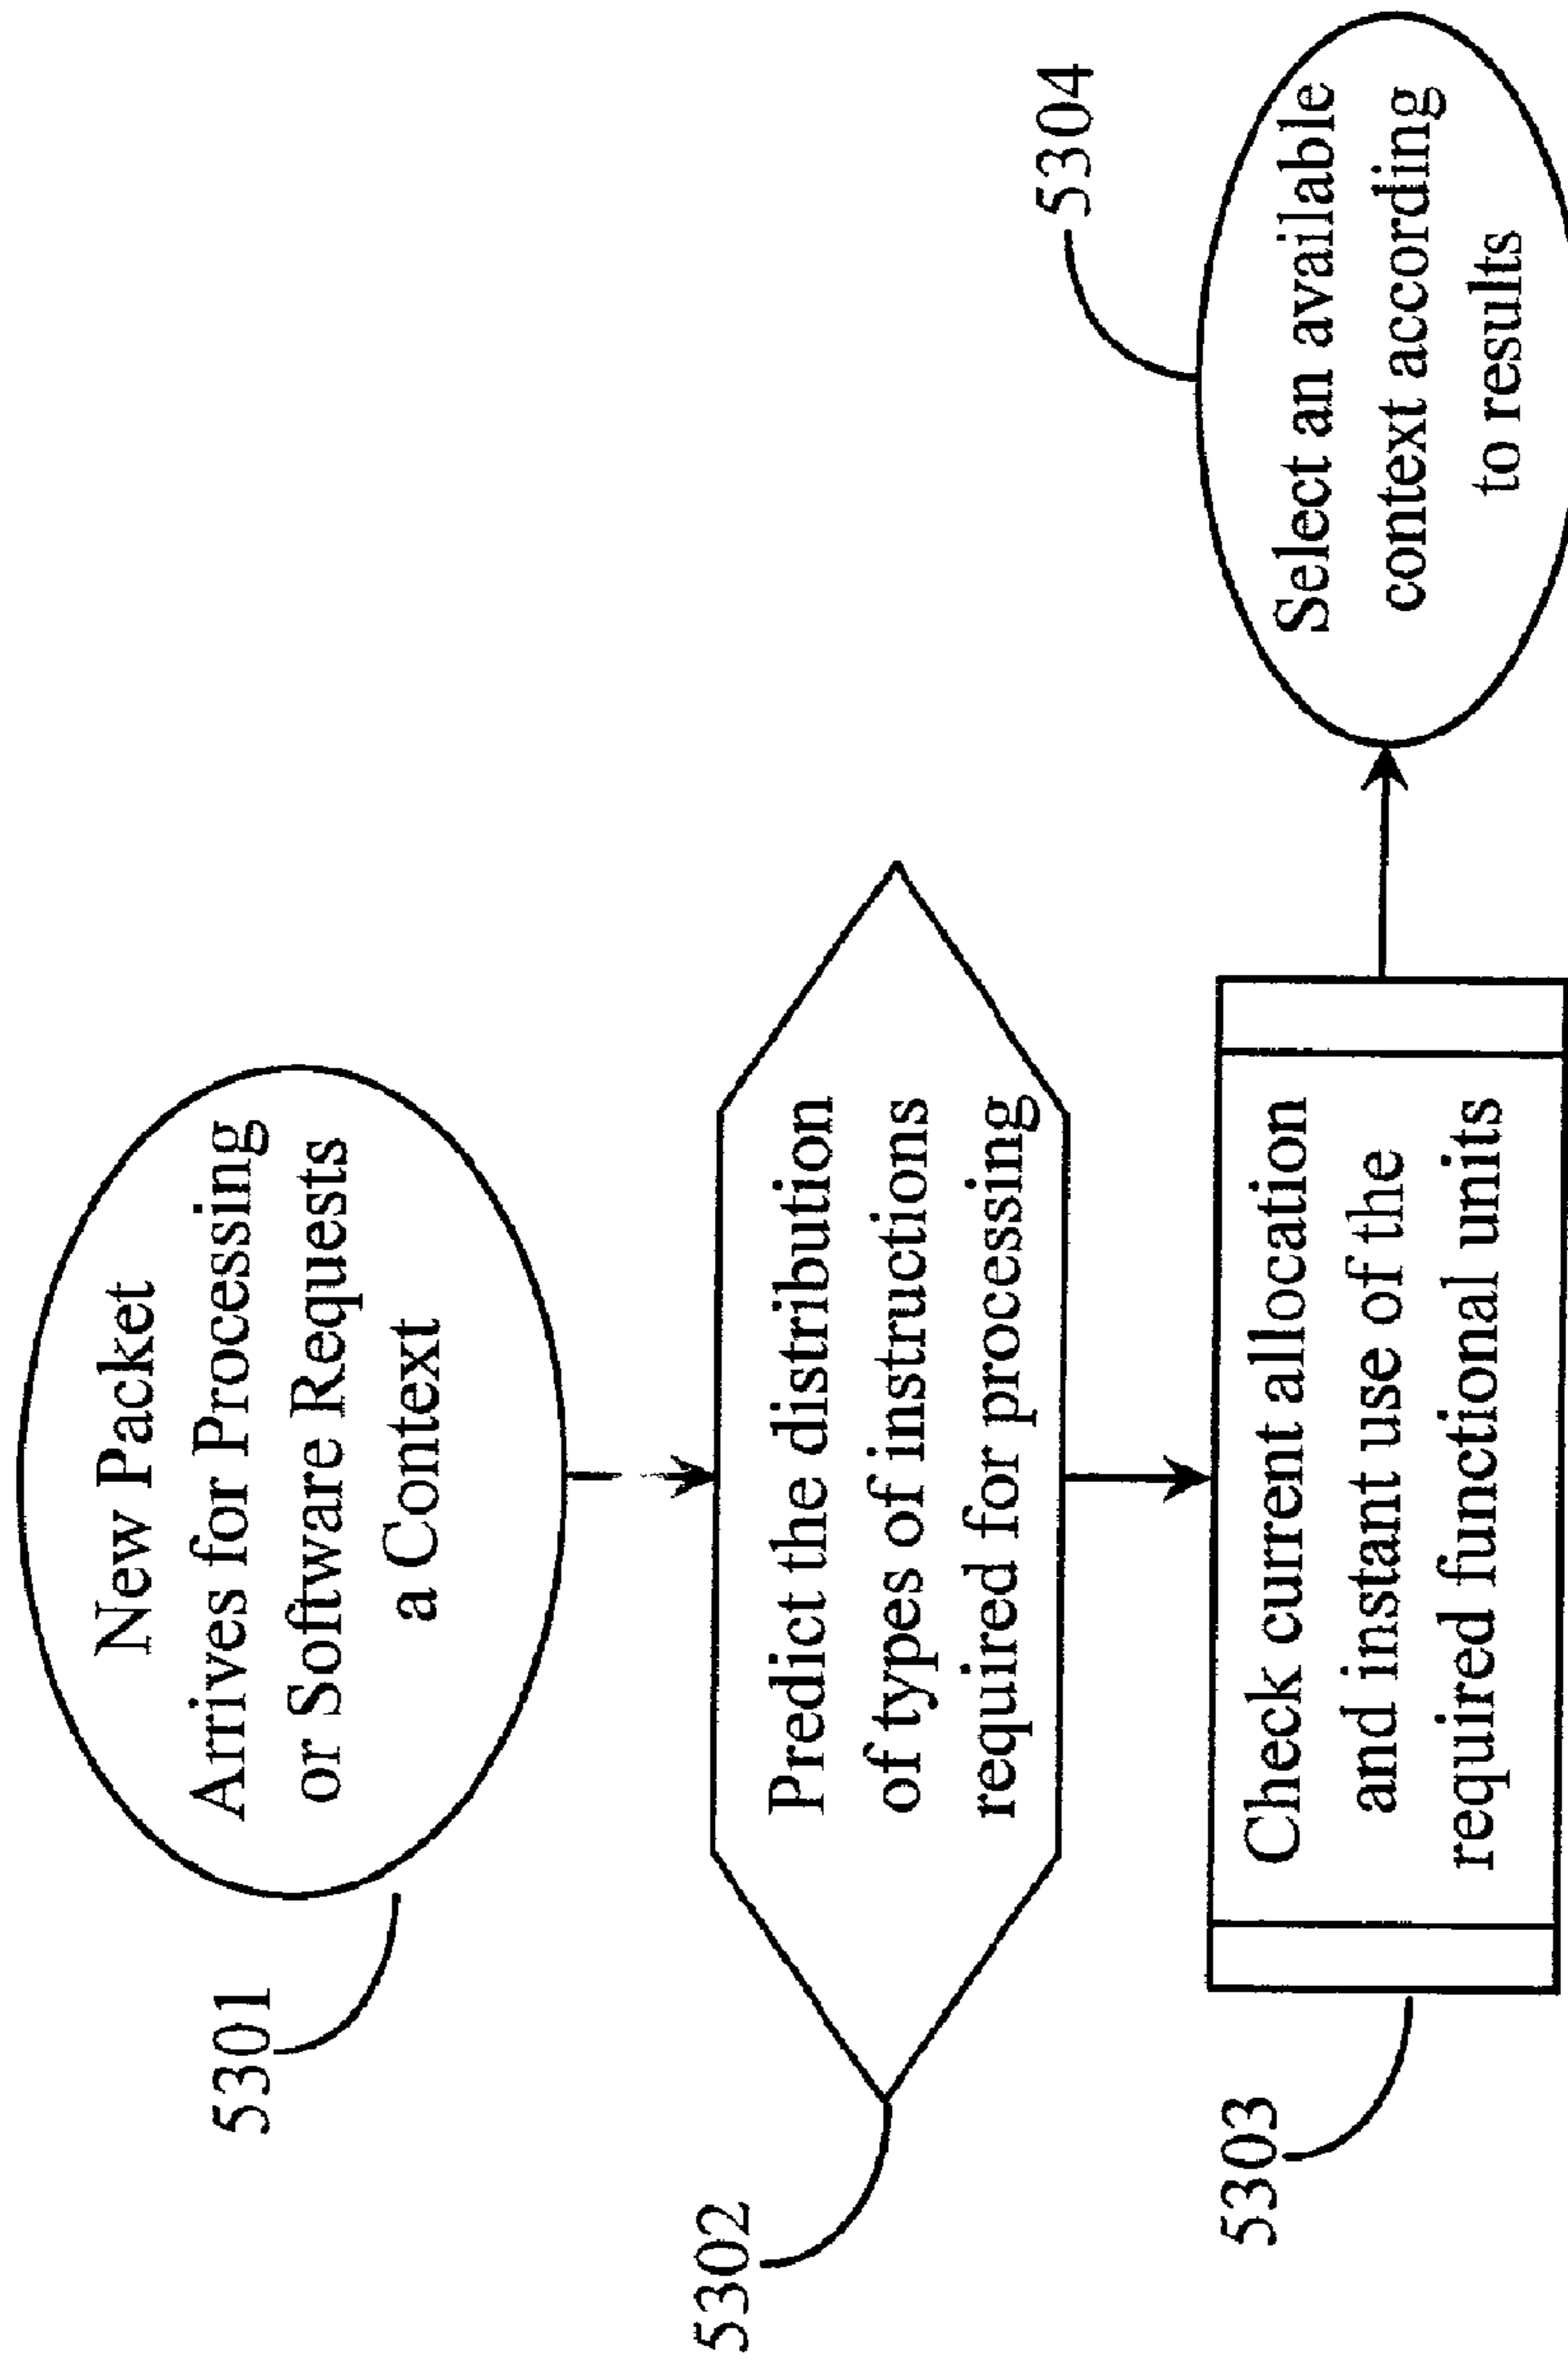 5301
New Packet
Arrives for Processing
or Software Requests
a Context
5302
Predict the distribution
of types of instructions
required for processing
5303
Check current allocation
and instant use of the
required functional units
5304
Select an available
context according
to results